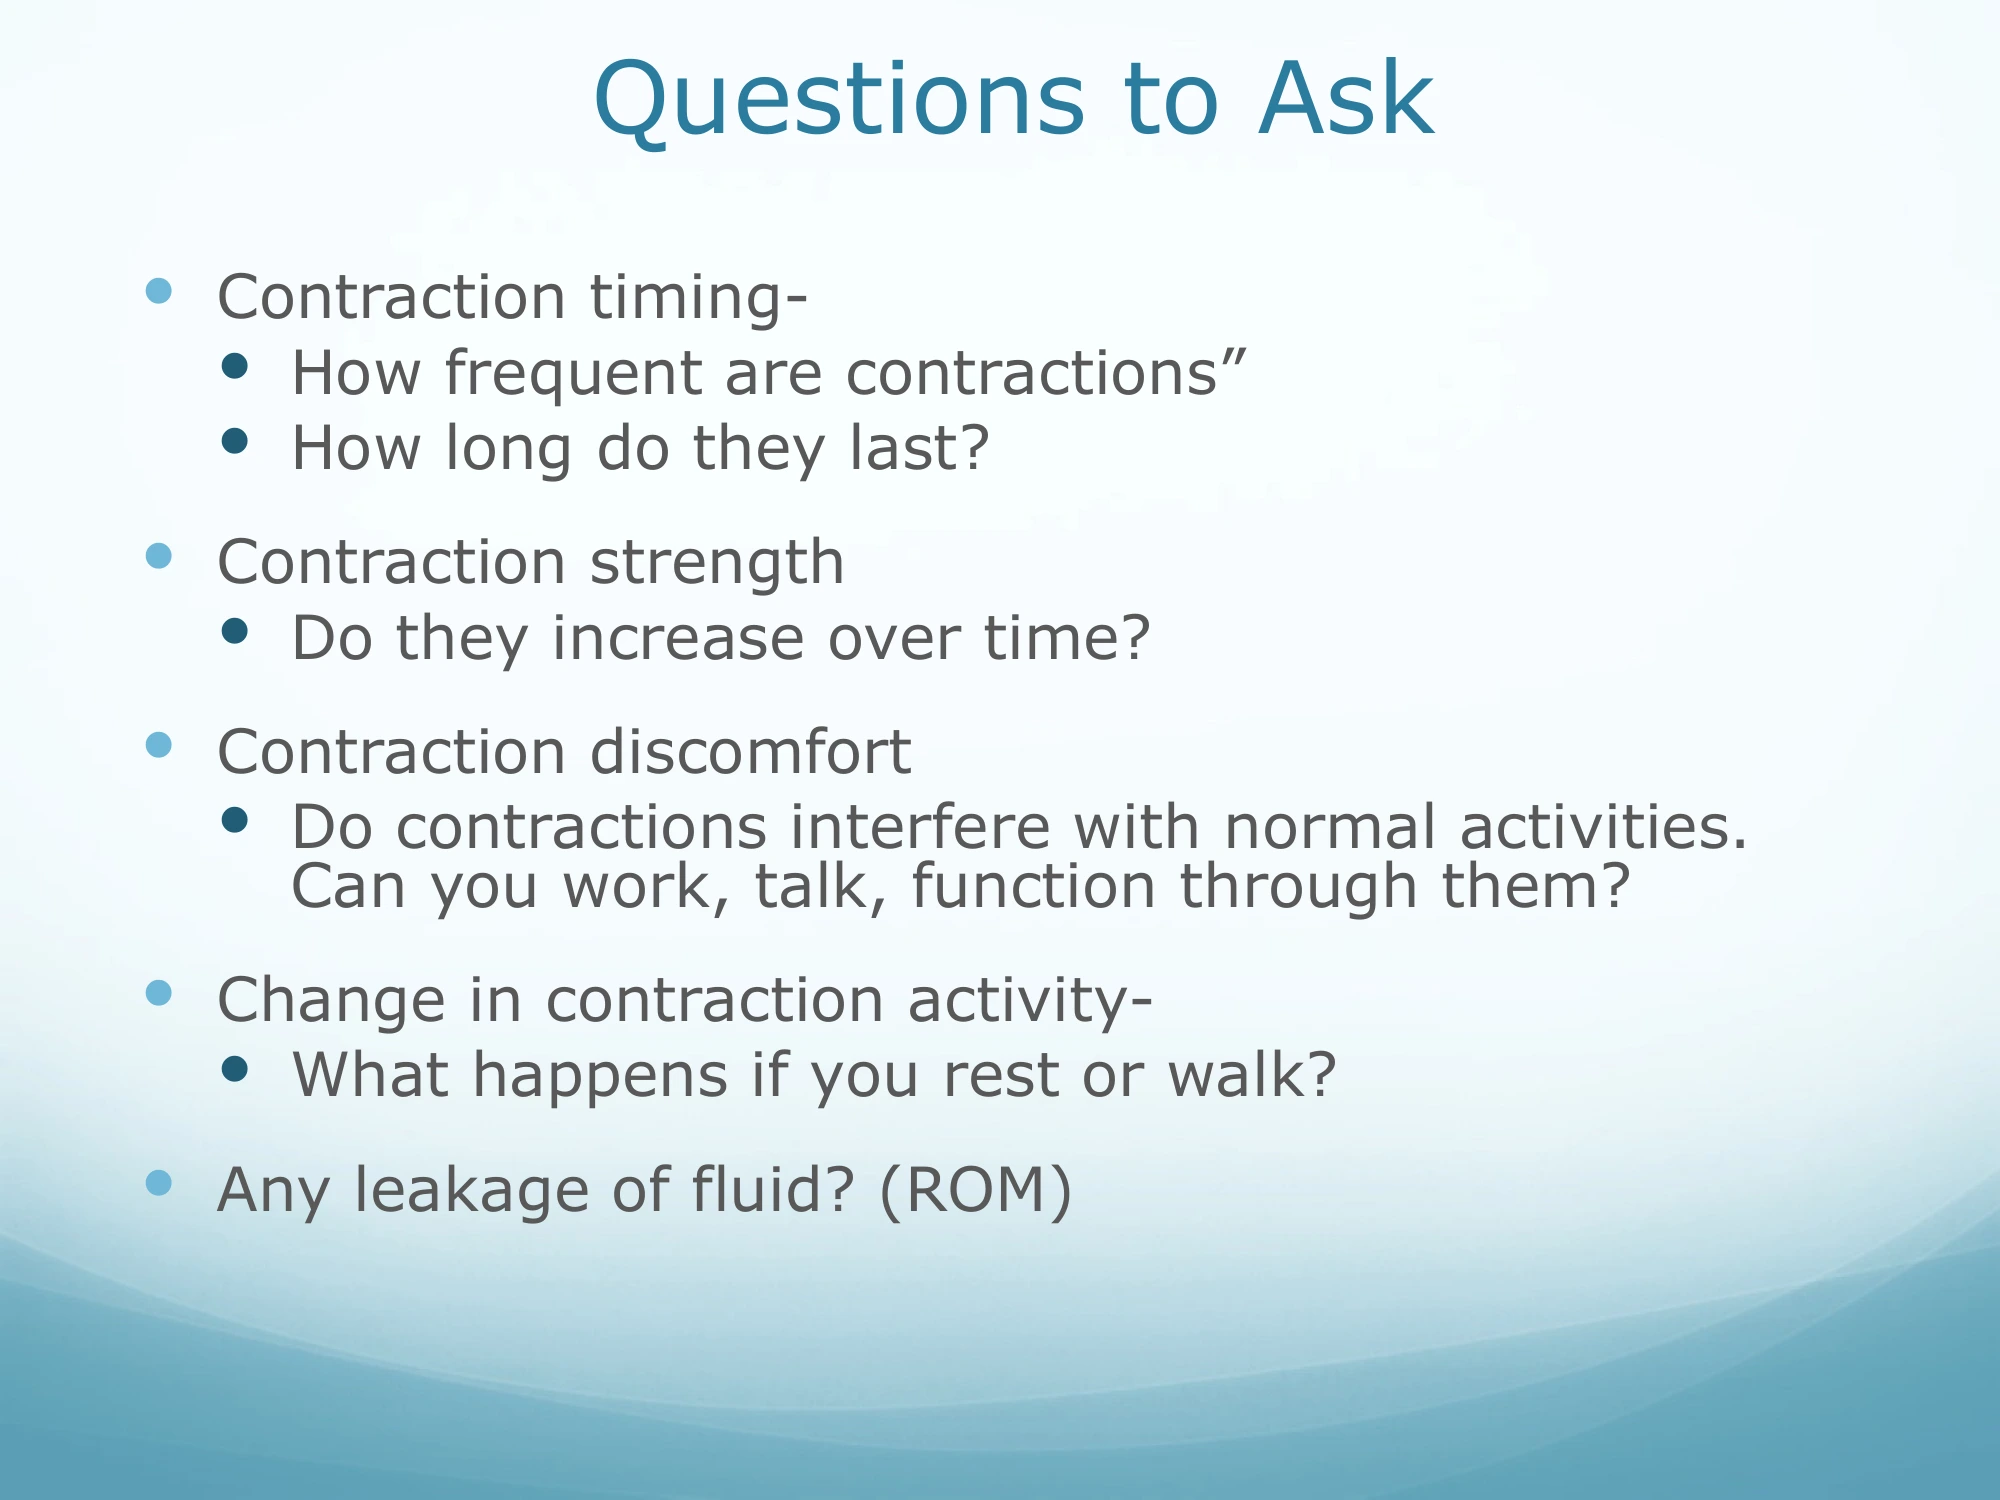 Questions to Ask
• Contraction timing-
• How frequent are contractions”
• How long do they last?
• Contraction strength
• Do they increase over time?
• Contraction discomfort
• Do contractions interfere with normal activities.
Can you work, talk, function through them?
• Change in contraction activity-
• What happens if you rest or walk?
• Any leakage of fluid? (ROM)